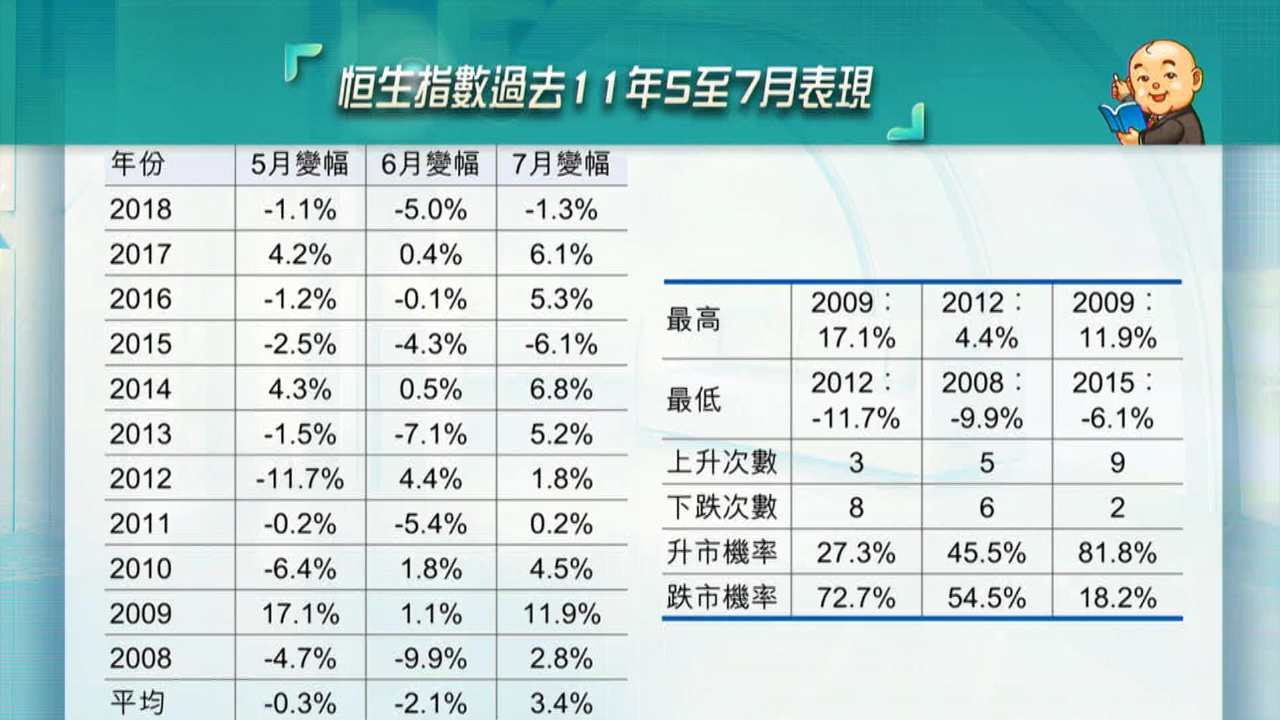 恒生指數過去11年5至7月表現
年份 5月變幅 6月變幅 7月變幅
2018 -1.1% -5.0% -1.3%
2017 4.2% 0.4% 6.1%
2016 -1.2% -0.1% 5.3%
2015 -2.5% -4.3% -6.1%
2014 4.3% 0.5% 6.8%
2013 -1.5% -7.1% 5.2%
2012 -11.7% 4.4% 1.8%
2011 -0.2% -5.4% 0.2%
2010 -6.4% 1.8% 4.5%
2009 17.1% 1.1% 11.9%
2008 -4.7% -9.9% 2.8%
平均 -0.3% -2.1% 3.4%
最高 2009： 2012： 2009：
17.1% 4.4% 11.9%
最低 2012： 2008： 2015：
-11.7% -9.9% -6.1%
上升次數 3 5 9
下跌次數 8 6 2
升市機率 27.3% 45.5% 81.8%
跌市機率 72.7% 54.5% 18.2%